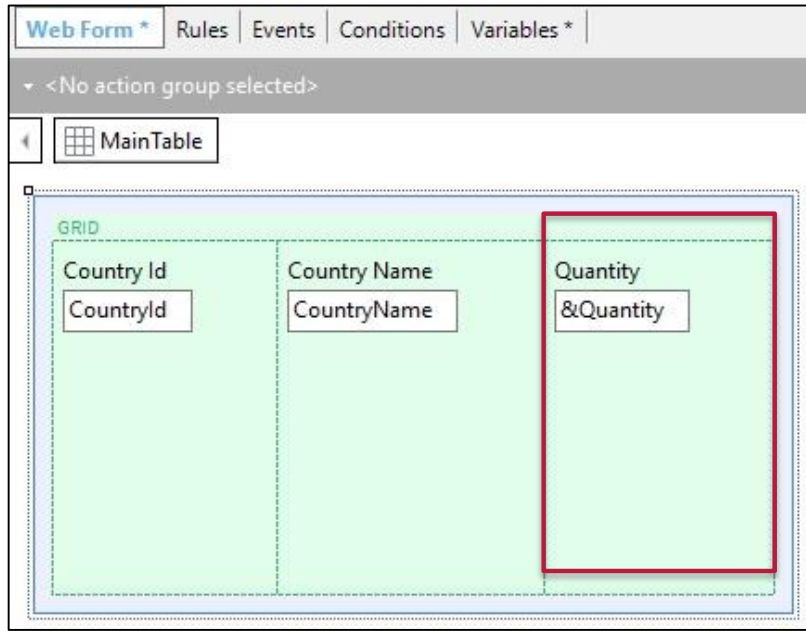 Web Form * Rules Events Conditions Variables *
<No action group selected>
MainTable
GRID
Country Id Country Name Quantity
CountryId CountryName &Quantity